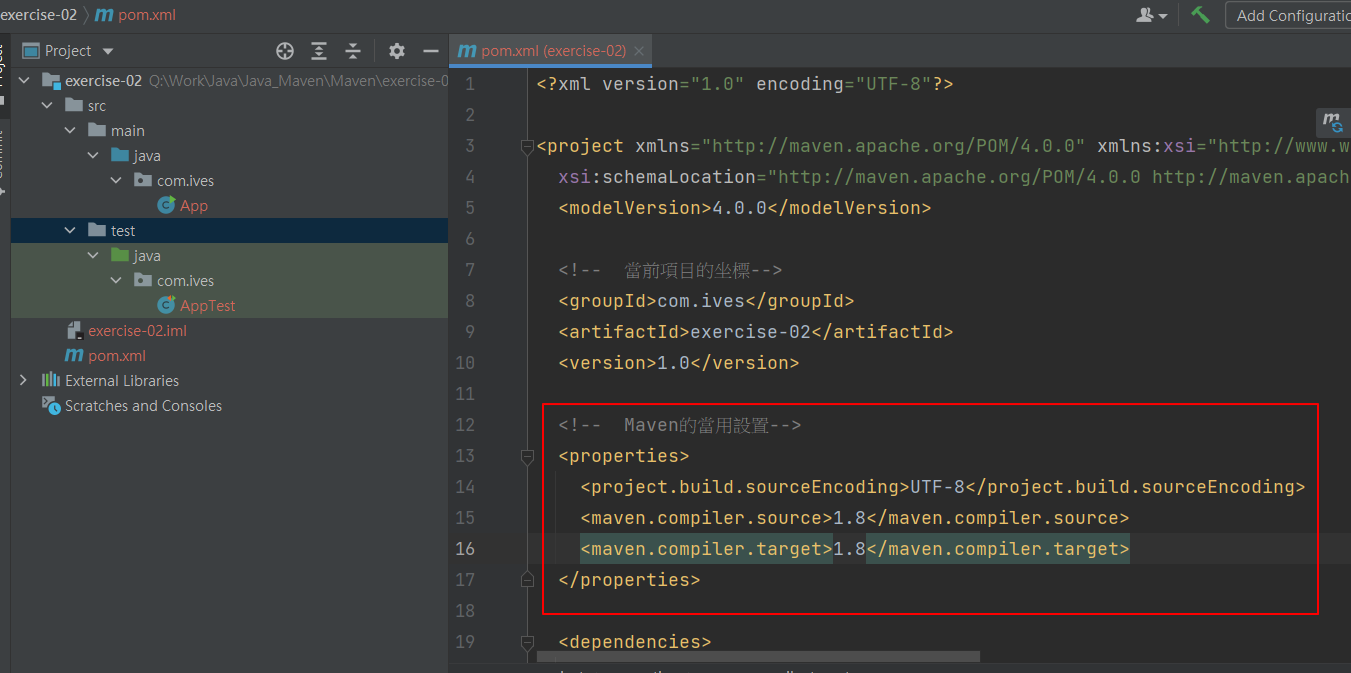 exercise-02 pom.xml
Add Configuratio
Project
pom.xml (exercise-02)
exercise-02 Q:\Work\Java\Java_Maven\Maven\exercise-0
src
main
java
com.ives
App
test
java
com.ives
AppTest
exercise-02.iml
pom.xml
External Libraries
Scratches and Consoles
1 <?xml version="1.0" encoding="UTF-8"?>
2
3 <project xmlns="http://maven.apache.org/POM/4.0.0" xmlns:xsi="http://www.w
4 xsi:schemaLocation="http://maven.apache.org/POM/4.0.0 http://maven.apach
5 <modelVersion>4.0.0</modelVersion>
6
7 <!--  當前項目的坐標-->
8 <groupId>com.ives</groupId>
9 <artifactId>exercise-02</artifactId>
10 <version>1.0</version>
11
12 <!--  Maven的當用設置-->
13 <properties>
14 <project.build.sourceEncoding>UTF-8</project.build.sourceEncoding>
15 <maven.compiler.source>1.8</maven.compiler.source>
16 <maven.compiler.target>1.8</maven.compiler.target>
17 </properties>
18
19 <dependencies>